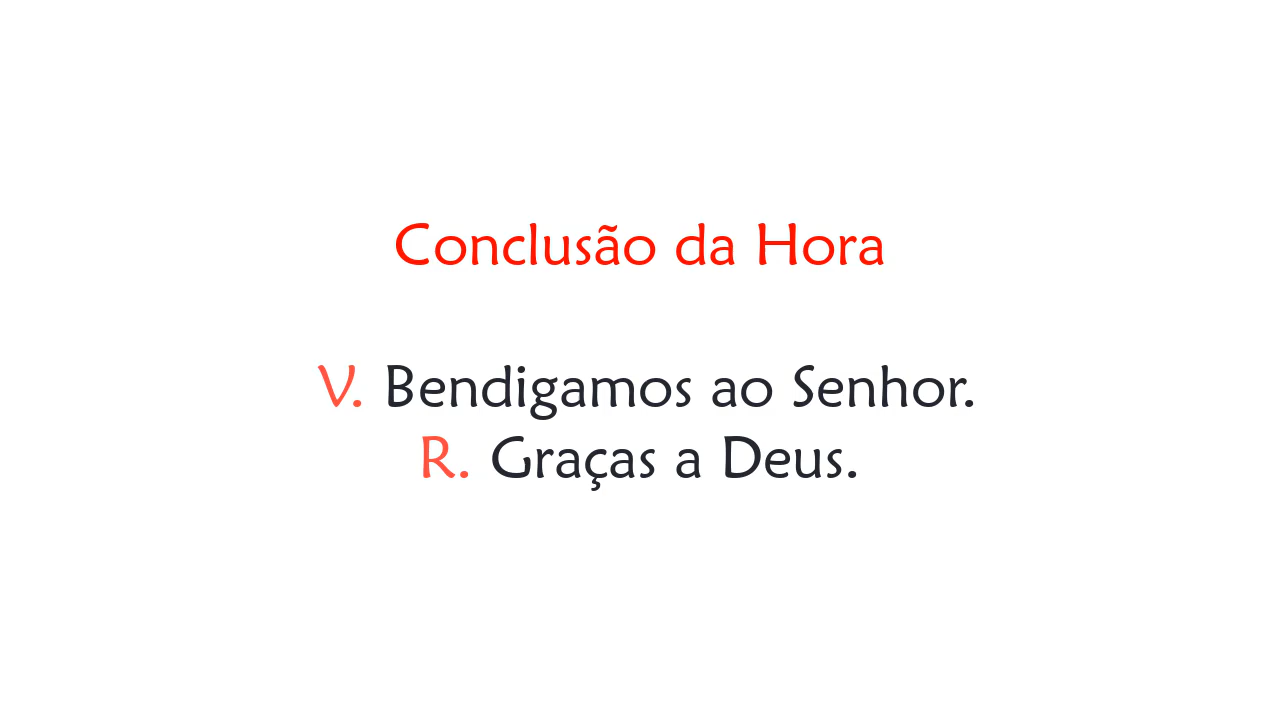 Conclusão da Hora
V. Bendigamos ao Senhor.
R. Graças a Deus.